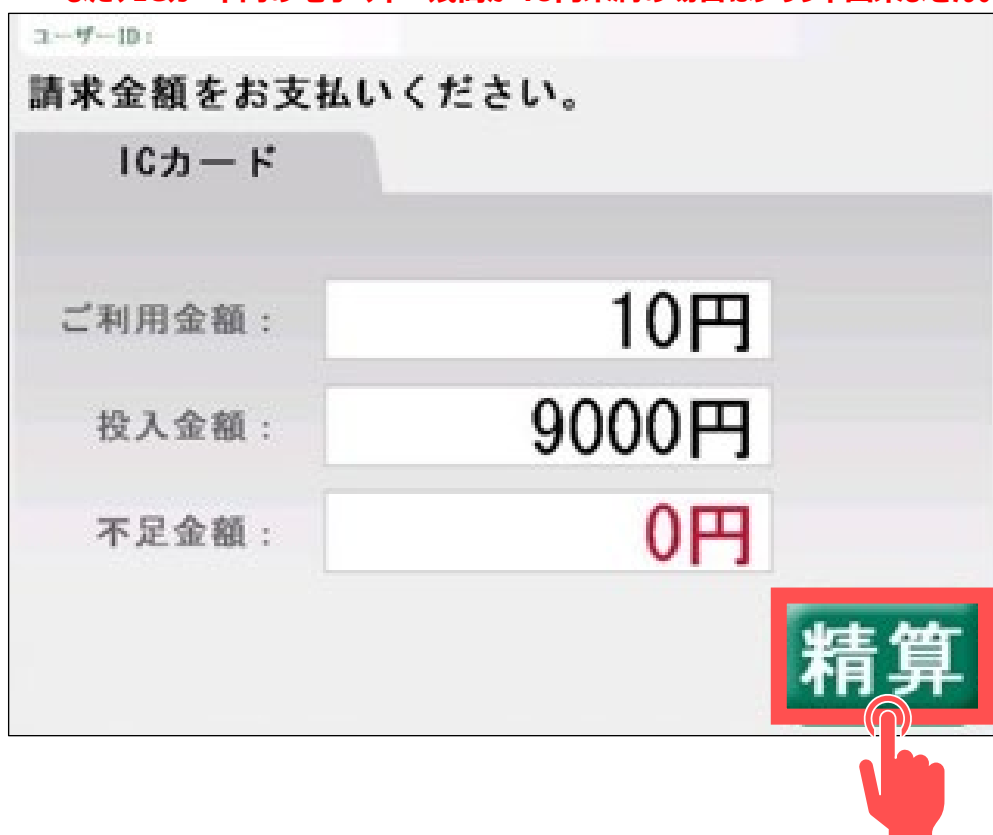 ユーザーID:
請求金額をお支払いください。
ICカード
ご利用金額: 10円
投入金額: 9000円
不足金額: 0円
精算